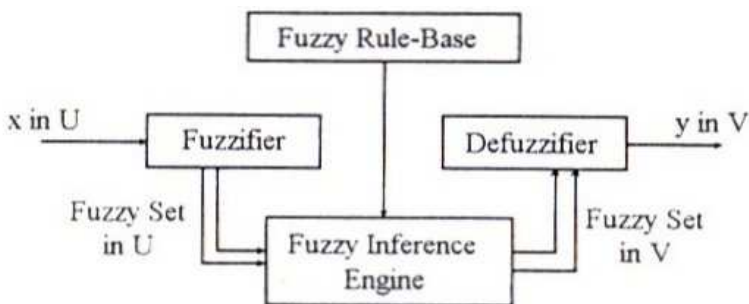 Fuzzy Rule-Base
x in U
Fuzzifier
Defuzzifier
y in V
Fuzzy Set
in U
Fuzzy Inference
Engine
Fuzzy Set
in V